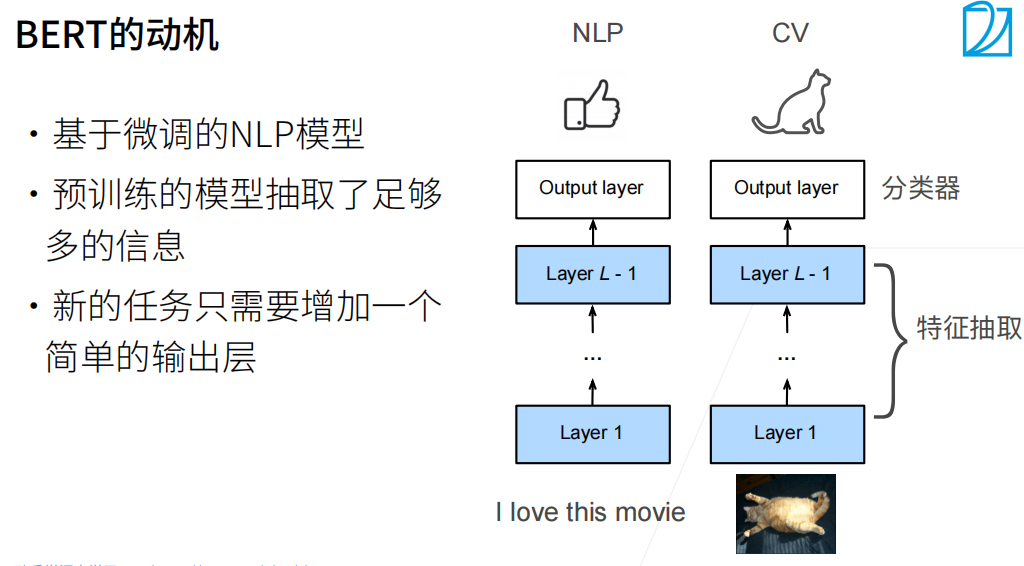 BERT的动机
NLP
CV
• 基于微调的NLP模型
• 预训练的模型抽取了足够
多的信息
• 新的任务只需要增加一个
简单的输出层
Output layer
Output layer
分类器
Layer L - 1
Layer L - 1
...
...
特征抽取
Layer 1
Layer 1
I love this movie